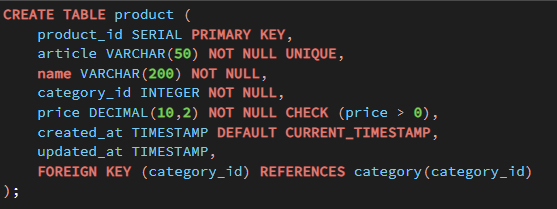 CREATE TABLE product (
    product_id SERIAL PRIMARY KEY,
    article VARCHAR(50) NOT NULL UNIQUE,
    name VARCHAR(200) NOT NULL,
    category_id INTEGER NOT NULL,
    price DECIMAL(10,2) NOT NULL CHECK (price > 0),
    created_at TIMESTAMP DEFAULT CURRENT_TIMESTAMP,
    updated_at TIMESTAMP,
    FOREIGN KEY (category_id) REFERENCES category(category_id)
);